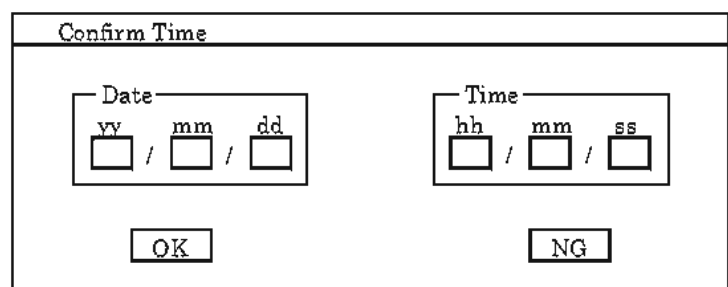 Confirm Time
Date Time
yy mm dd hh mm ss
/ / / /
OK NG